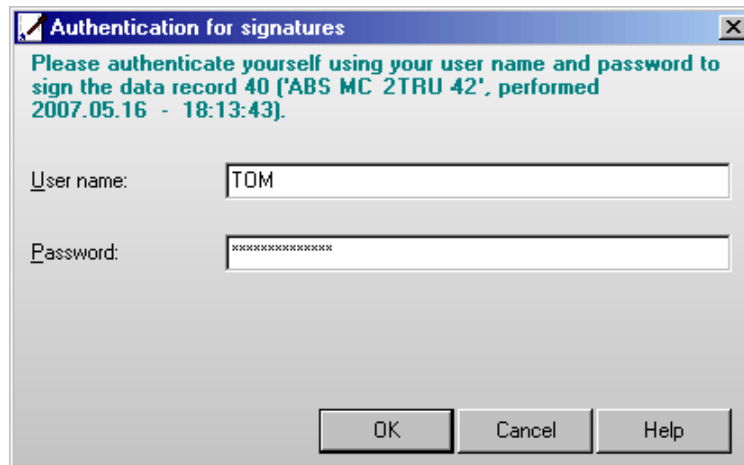 Authentication for signatures
Please authenticate yourself using your user name and password to
sign the data record 40 ('ABS MC 2TRU 42', performed
2007.05.16 - 18:13:43).
User name: TOM
Password: **************
OK Cancel Help